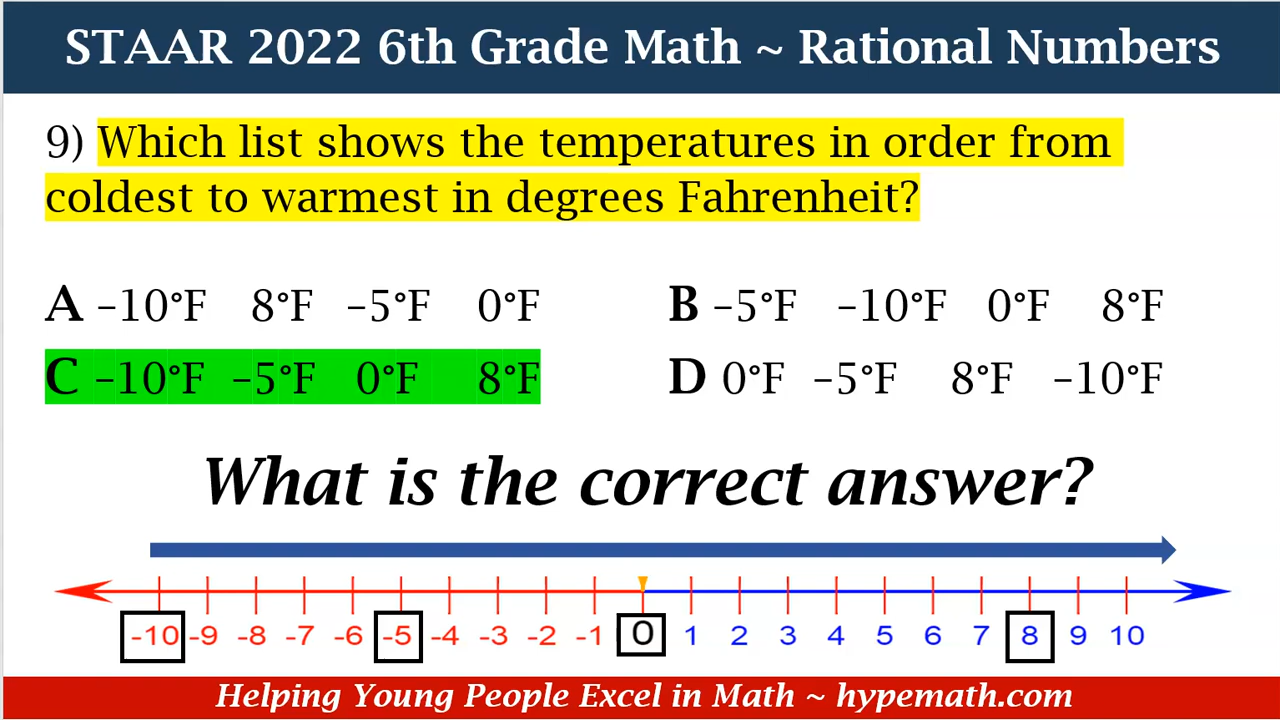 STAAR 2022 6th Grade Math ~ Rational Numbers
9) Which list shows the temperatures in order from
coldest to warmest in degrees Fahrenheit?
A –10°F 8°F –5°F 0°F
B –5°F –10°F 0°F 8°F
C –10°F –5°F 0°F 8°F
D 0°F –5°F 8°F –10°F
What is the correct answer?
-10 -9 -8 -7 -6 -5 -4 -3 -2 -1 0 1 2 3 4 5 6 7 8 9 10
Helping Young People Excel in Math ~ hypemath.com